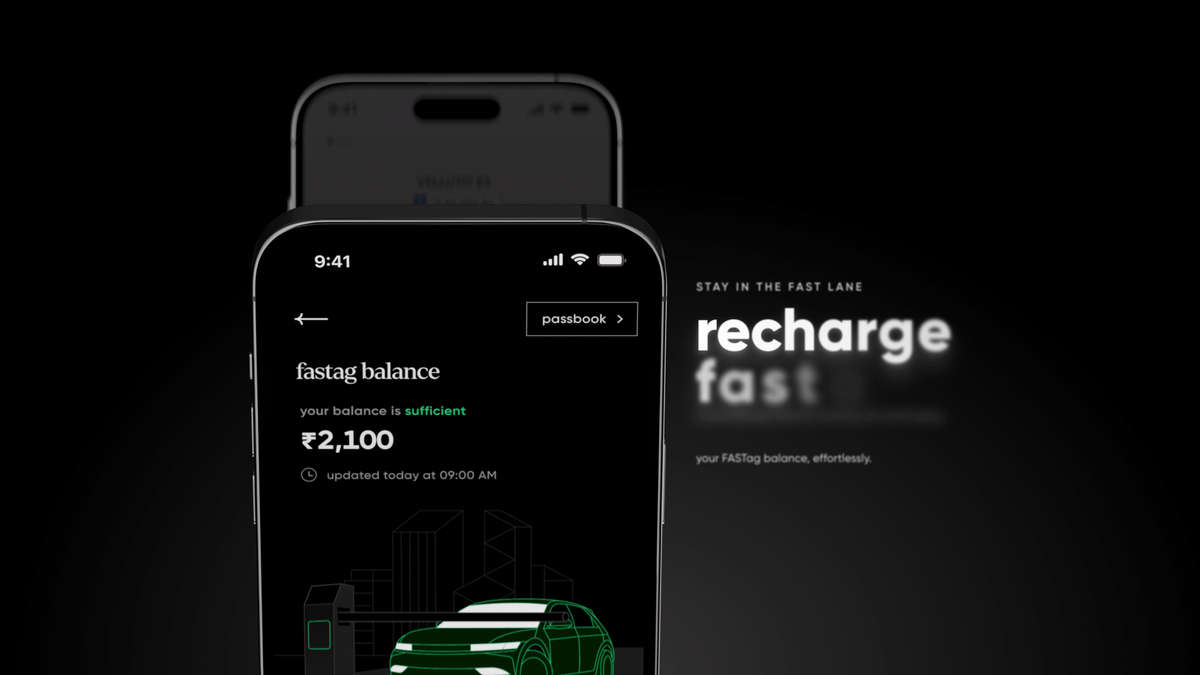 9:41
passbook >
fastag balance
your balance is sufficient
₹2,100
updated today at 09:00 AM
STAY IN THE FAST LANE
recharge
fast
your FASTag balance, effortlessly.